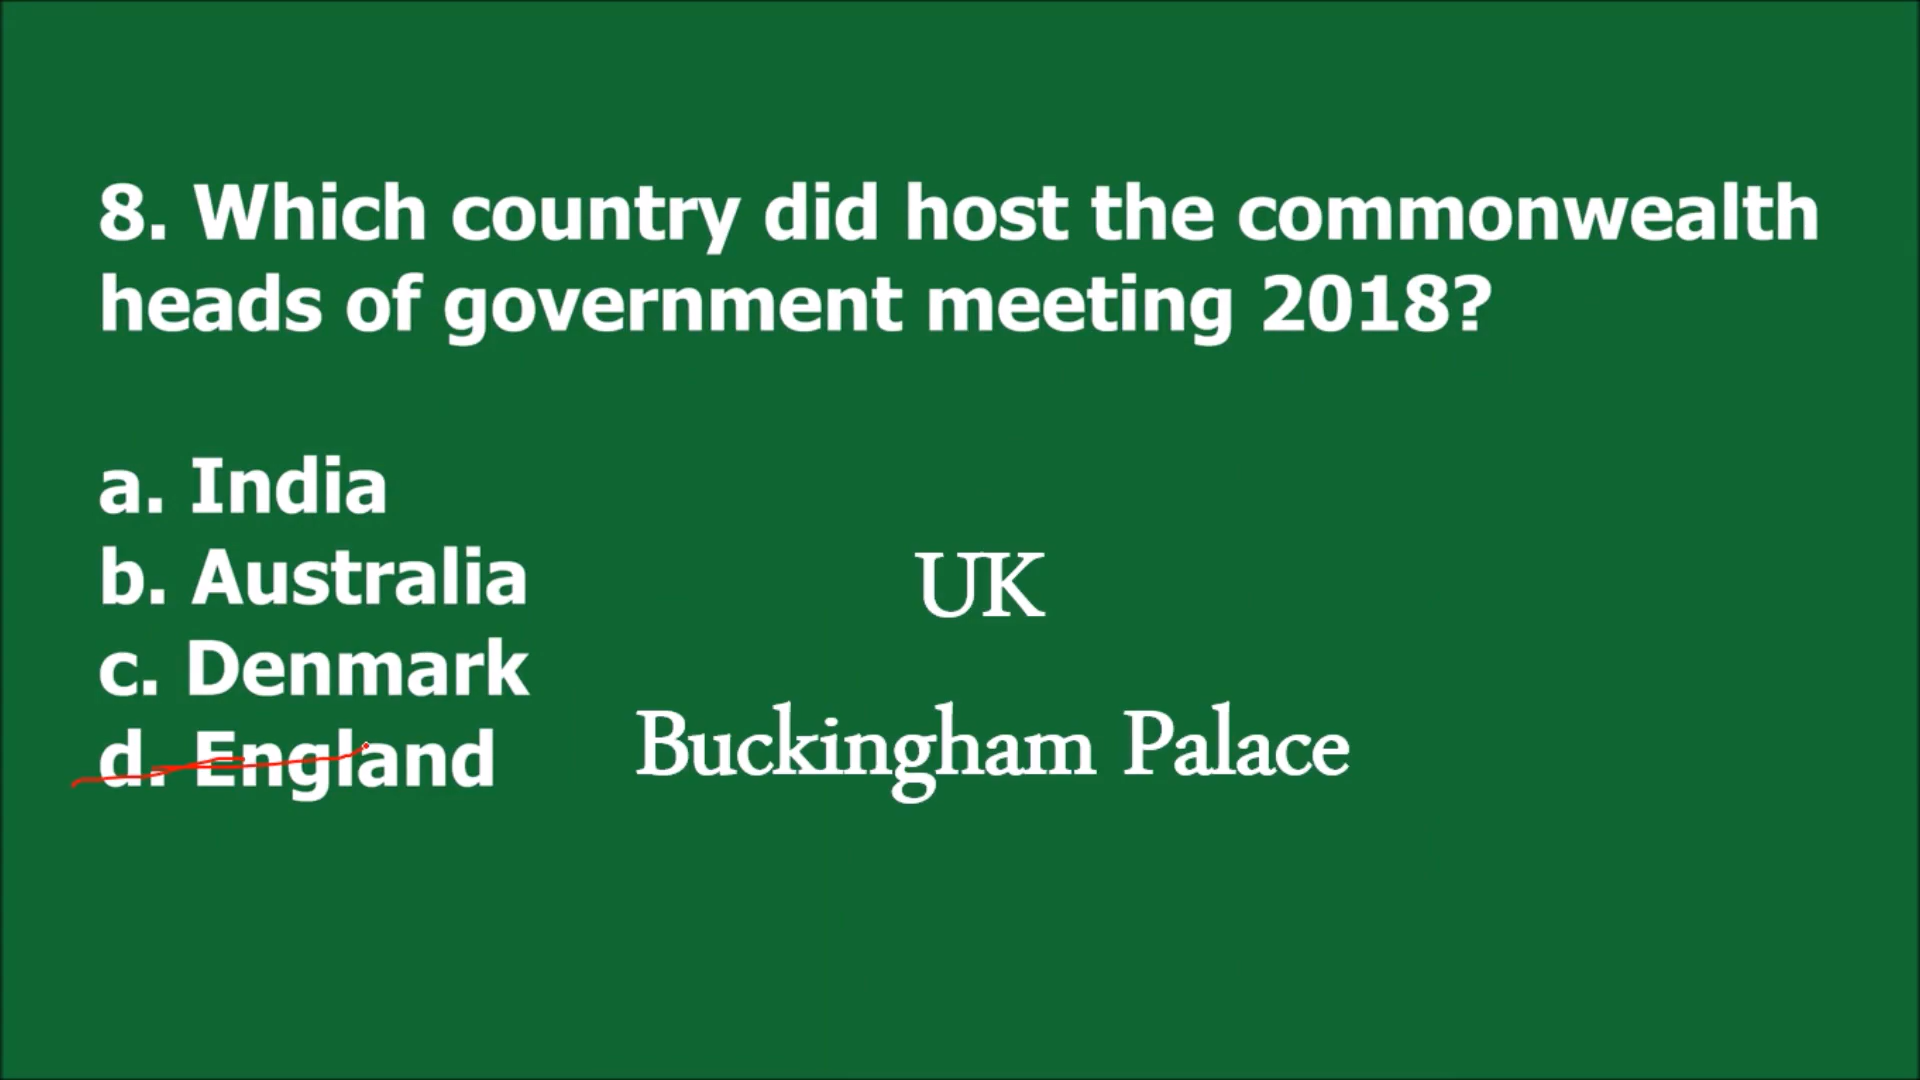 8. Which country did host the commonwealth
heads of government meeting 2018?
a. India
b. Australia
c. Denmark
d. England
UK
Buckingham Palace